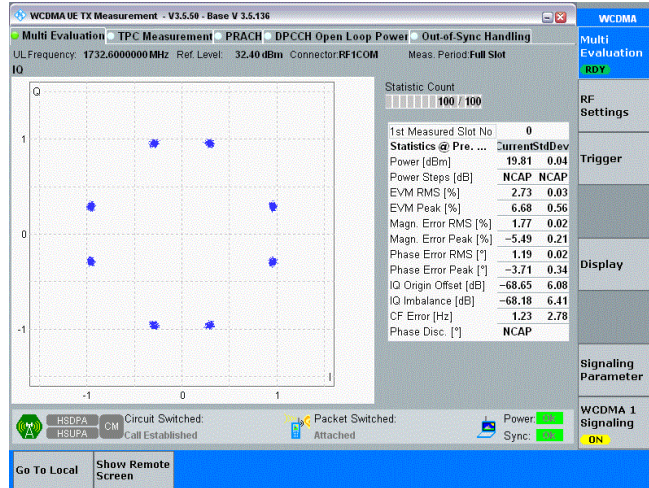 WCDMA UE TX Measurement - V3.5.50 - Base V 3.5.136
WCDMA
Multi Evaluation TPC Measurement PRACH DPCCH Open Loop Power Out-of-Sync Handling
Multi Evaluation
RDY
UL Frequency: 1732.6000000 MHz Ref. Level: 32.40 dBm Connector:RF1COM Meas. Period:Full Slot
IQ
Q
1
0
-1
-1 0 1
I
Statistic Count
100 / 100
1st Measured Slot No 0
Statistics @ Pre. ... CurrentStdDev
Power [dBm] 19.81 0.04
Power Steps [dB] NCAP NCAP
EVM RMS [%] 2.73 0.03
EVM Peak [%] 6.68 0.56
Magn. Error RMS [%] 1.77 0.02
Magn. Error Peak [%] -5.49 0.21
Phase Error RMS [°] 1.19 0.02
Phase Error Peak [°] -3.71 0.34
IQ Origin Offset [dB] -68.65 6.08
IQ Imbalance [dB] -68.18 6.41
CF Error [Hz] 1.23 2.78
Phase Disc. [°] NCAP
RF Settings
Trigger
Display
Signaling Parameter
WCDMA 1 Signaling
ON
HSDPA
HSUPA
CM
Circuit Switched:
Call Established
Packet Switched:
Attached
Power: OK
Sync: OK
Go To Local
Show Remote Screen